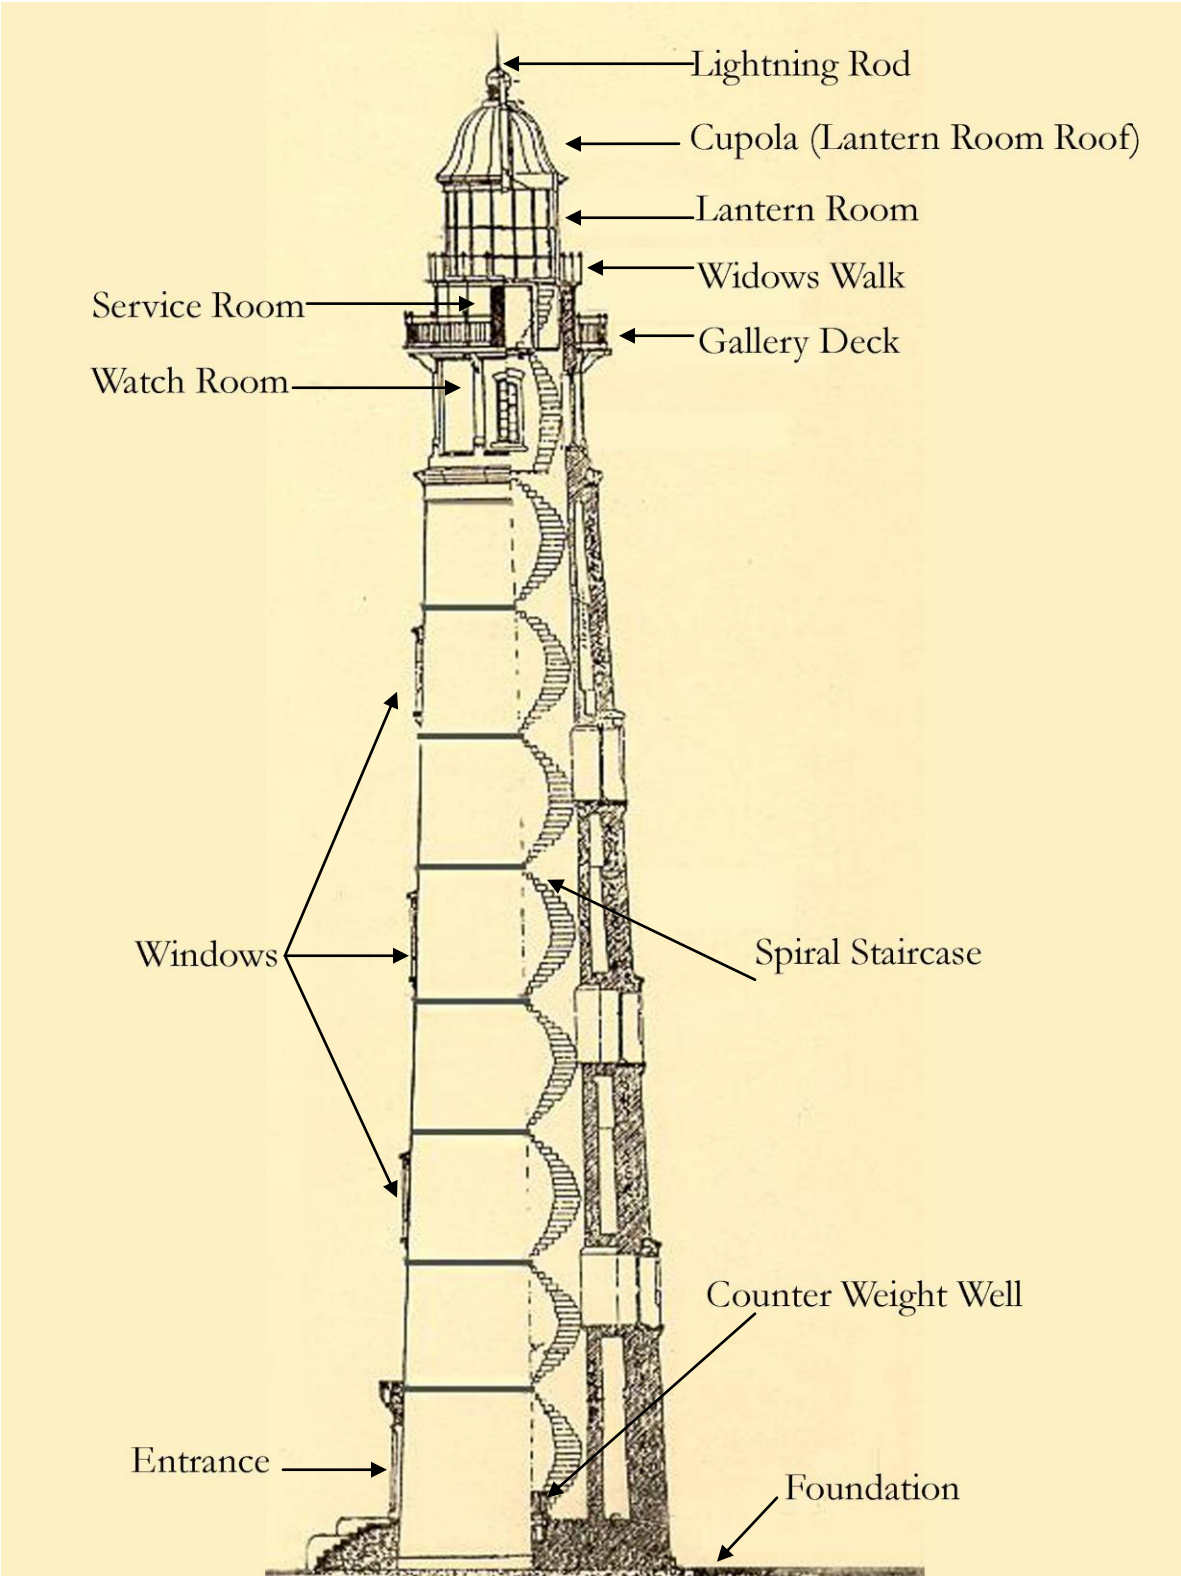 Lightning Rod
Cupola (Lantern Room Roof)
Lantern Room
Widows Walk
Service Room
Gallery Deck
Watch Room
Windows
Spiral Staircase
Counter Weight Well
Entrance
Foundation